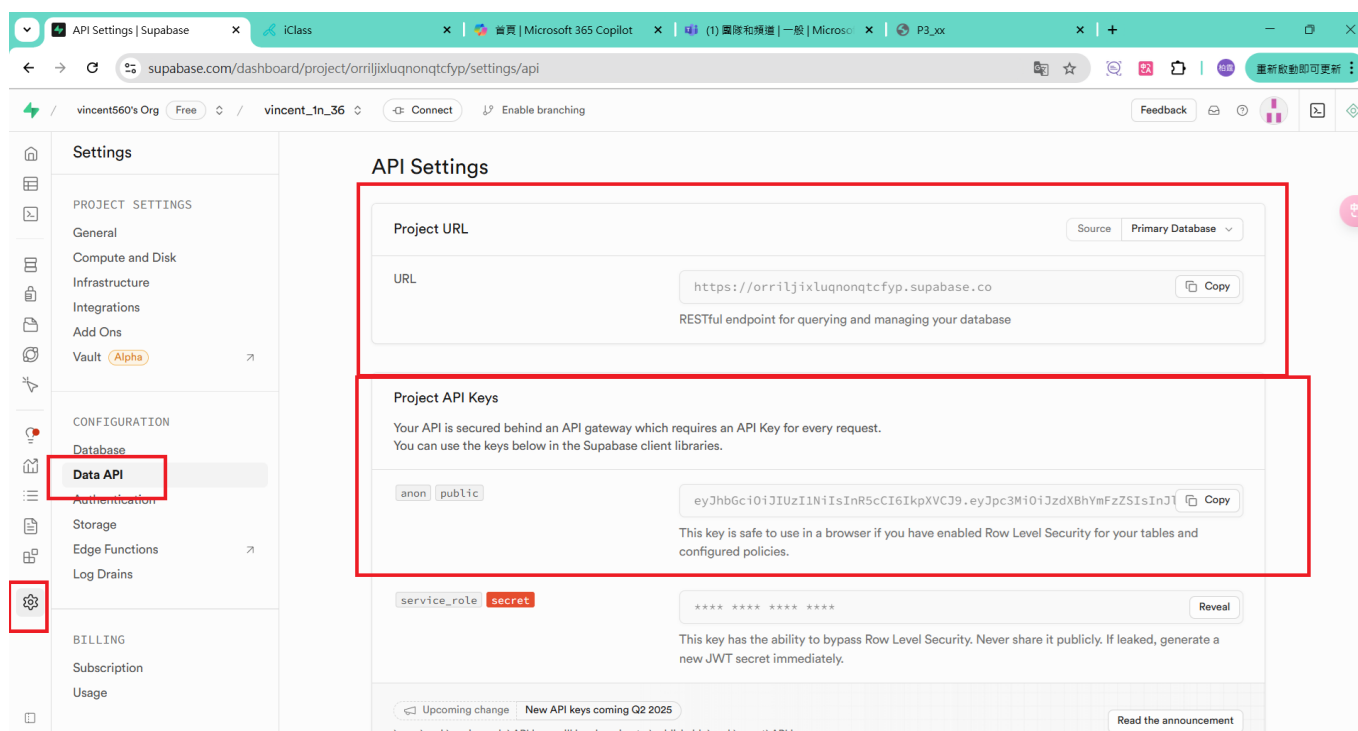 API Settings | Supabase
iClass
首頁 | Microsoft 365 Copilot
(1) 團隊和頻道 | 一般 | Microso
P3_xx
supabase.com/dashboard/project/orriljixluqnonqtcfyp/settings/api
重新啟動即可更新
vincent560's Org Free / vincent_1n_36 Connect Enable branching
Feedback
Settings
PROJECT SETTINGS
General
Compute and Disk
Infrastructure
Integrations
Add Ons
Vault Alpha
CONFIGURATION
Database
Data API
Authentication
Storage
Edge Functions
Log Drains
BILLING
Subscription
Usage
API Settings
Project URL
Source Primary Database
URL
https://orriljixluqnonqtcfyp.supabase.co
Copy
RESTful endpoint for querying and managing your database
Project API Keys
Your API is secured behind an API gateway which requires an API Key for every request.
You can use the keys below in the Supabase client libraries.
anon public
eyJhbGciOiJIUzI1NiIsInR5cCI6IkpXVCJ9.eyJpc3MiOiJzdXBhYmFzZSIsInJl
Copy
This key is safe to use in a browser if you have enabled Row Level Security for your tables and
configured policies.
service_role secret
**** **** **** ****
Reveal
This key has the ability to bypass Row Level Security. Never share it publicly. If leaked, generate a
new JWT secret immediately.
Upcoming change New API keys coming Q2 2025
Read the announcement